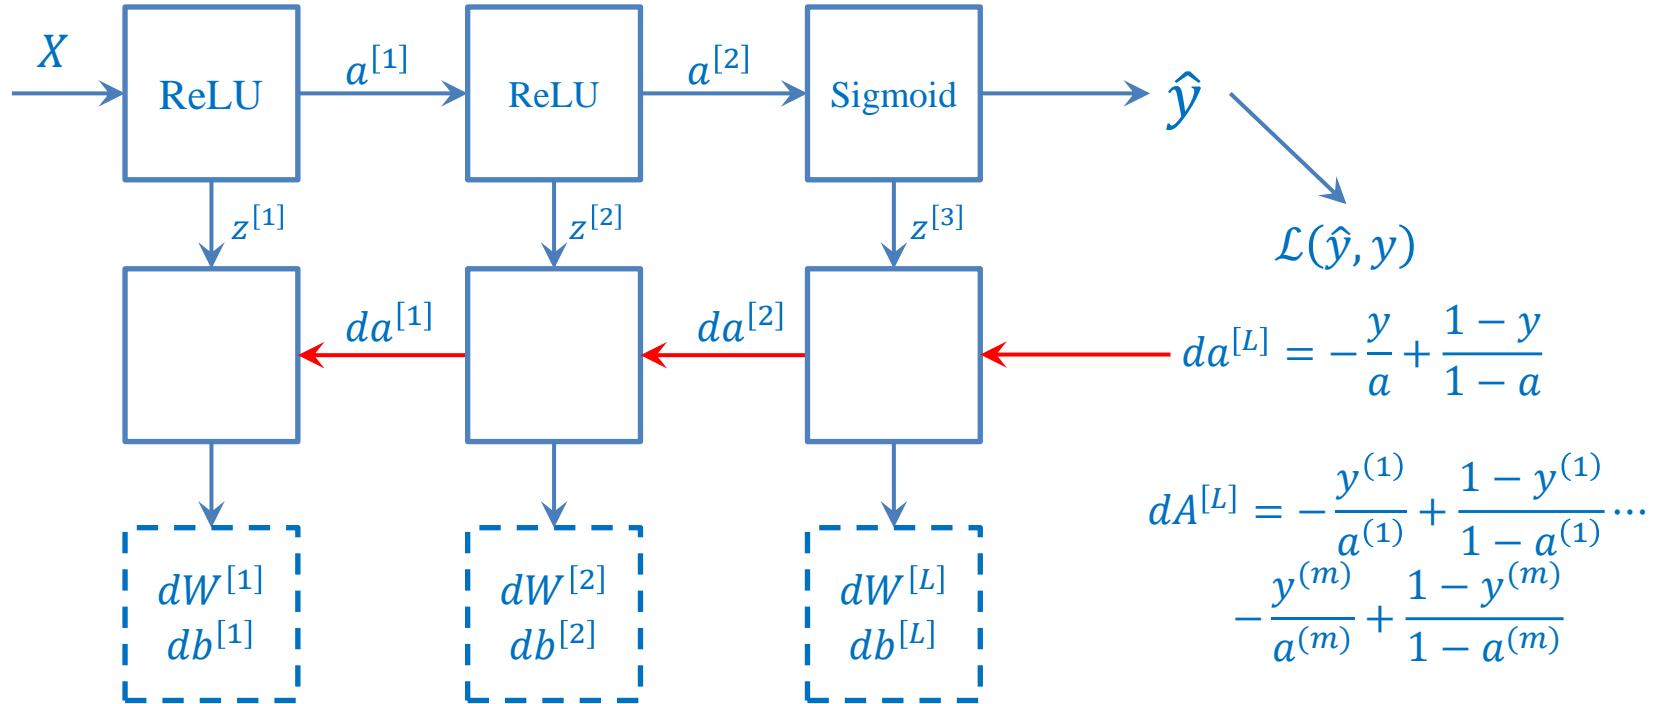 X
ReLU
a^[1]
ReLU
a^[2]
Sigmoid
ŷ
z^[1]
z^[2]
z^[3]
ℒ(ŷ, y)
da^[1]
da^[2]
da^[L] = − y/a + (1 − y)/(1 − a)
dA^[L] = − y^(1)/a^(1) + (1 − y^(1))/(1 − a^(1)) ⋯
− y^(m)/a^(m) + (1 − y^(m))/(1 − a^(m))
dW^[1]
db^[1]
dW^[2]
db^[2]
dW^[L]
db^[L]